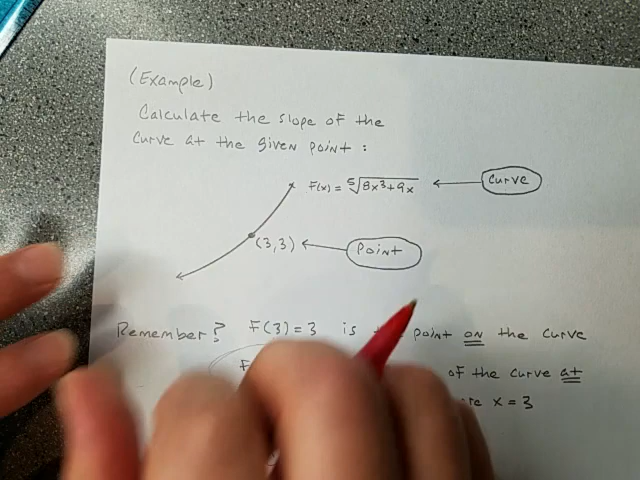 (Example)
Calculate the slope of the
curve at the given point:
F(x) = ⁵√8x³+9x
Curve
(3,3)
Point
Remember? F(3)=3 is point on the curve
F of the curve at
x = 3